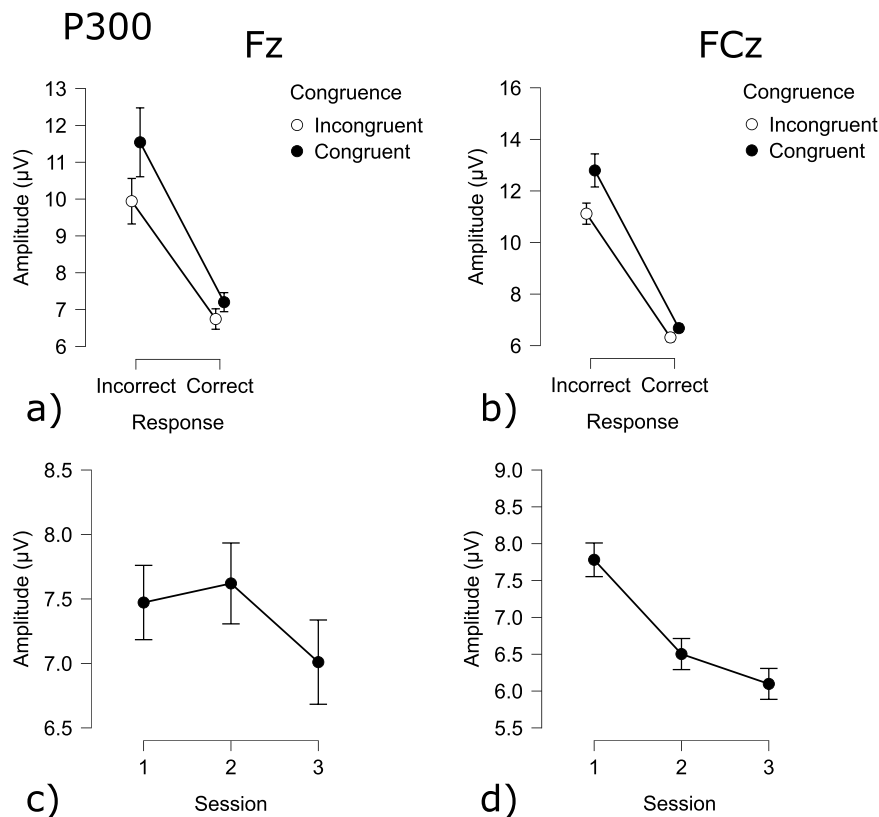 P300
Fz
FCz
13
12
11
10
9
8
7
6
Amplitude (µV)
Congruence
Incongruent
Congruent
Incorrect Correct
Response
a)
16
14
12
10
8
6
Amplitude (µV)
Congruence
Incongruent
Congruent
Incorrect Correct
Response
b)
8.5
8.0
7.5
7.0
6.5
Amplitude (µV)
1 2 3
Session
c)
9.0
8.5
8.0
7.5
7.0
6.5
6.0
5.5
Amplitude (µV)
1 2 3
Session
d)